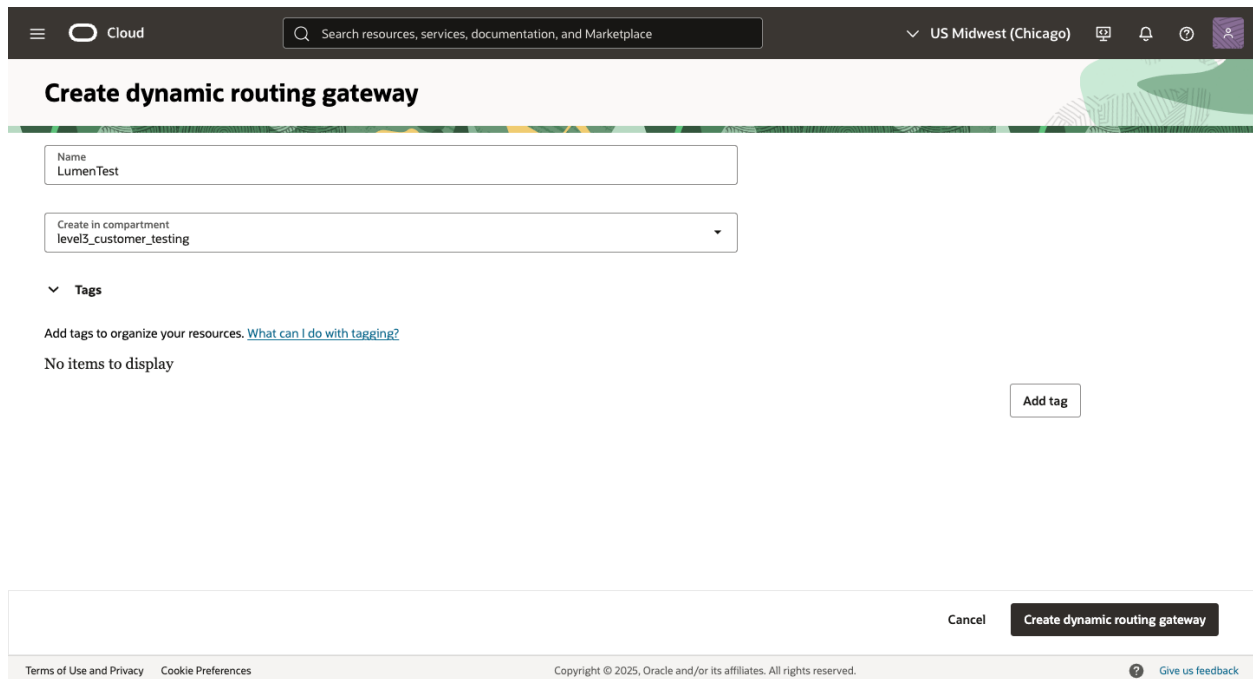 Cloud
Search resources, services, documentation, and Marketplace
US Midwest (Chicago)
Create dynamic routing gateway
Name
LumenTest
Create in compartment
level3_customer_testing
Tags
Add tags to organize your resources. What can I do with tagging?
No items to display
Add tag
Cancel
Create dynamic routing gateway
Terms of Use and Privacy Cookie Preferences Copyright © 2025, Oracle and/or its affiliates. All rights reserved. Give us feedback